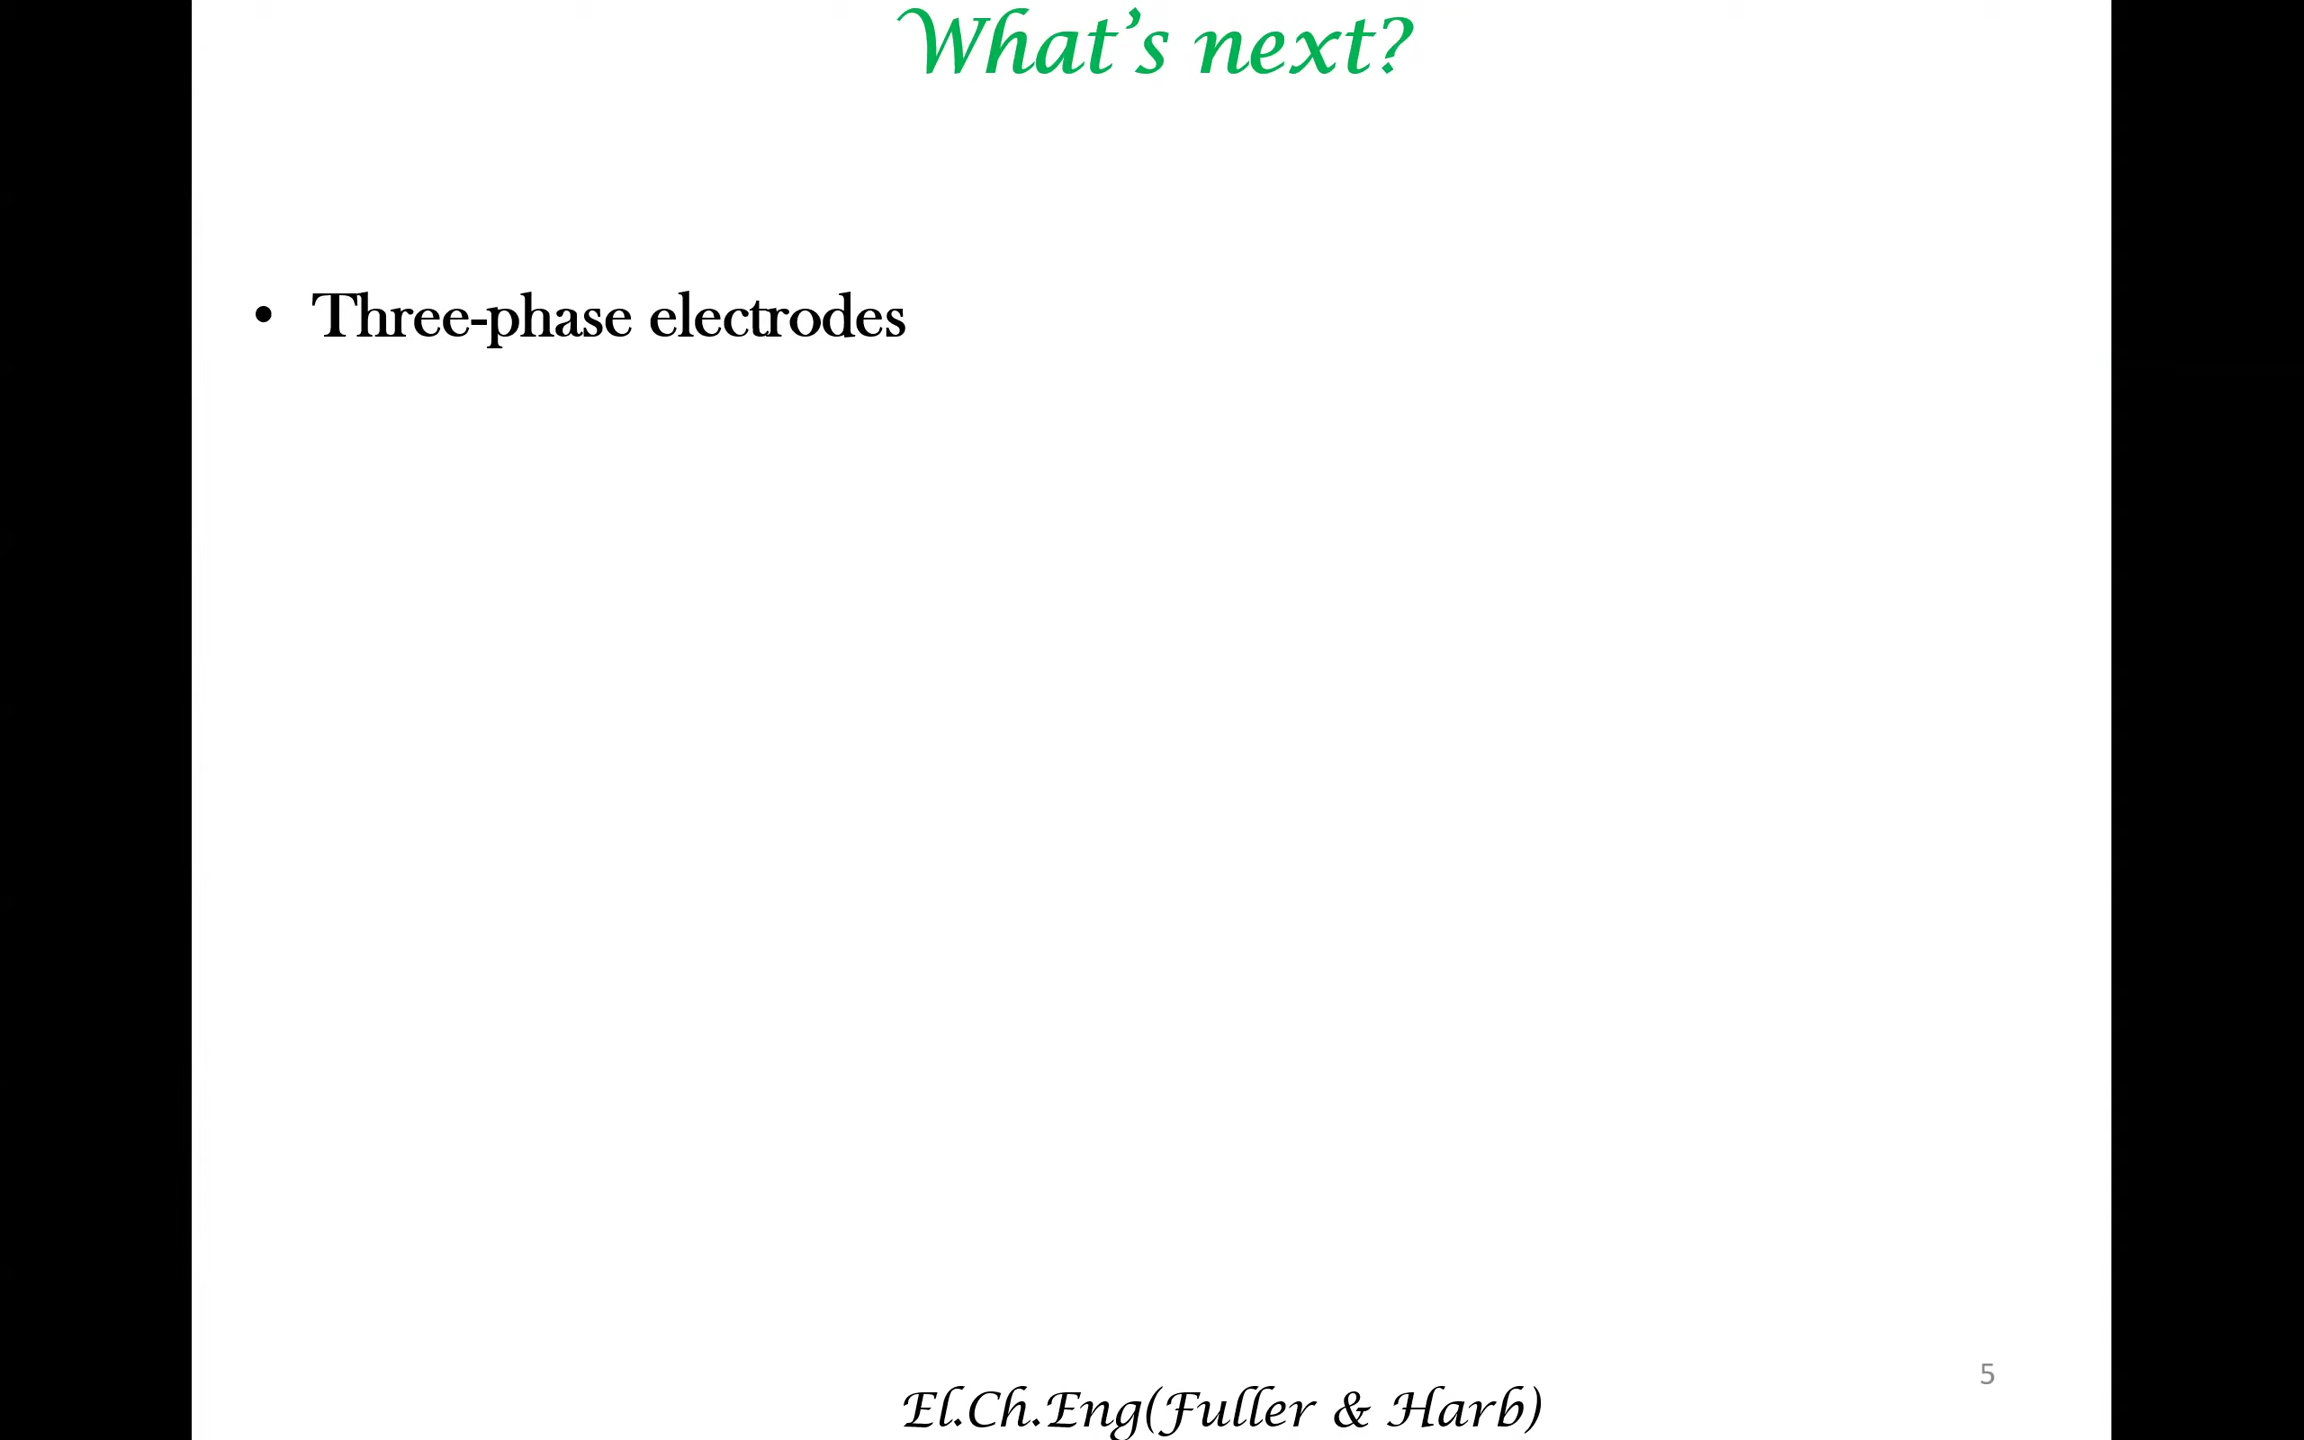 What's next?
• Three-phase electrodes
5
El.Ch.Eng(Fuller & Harb)